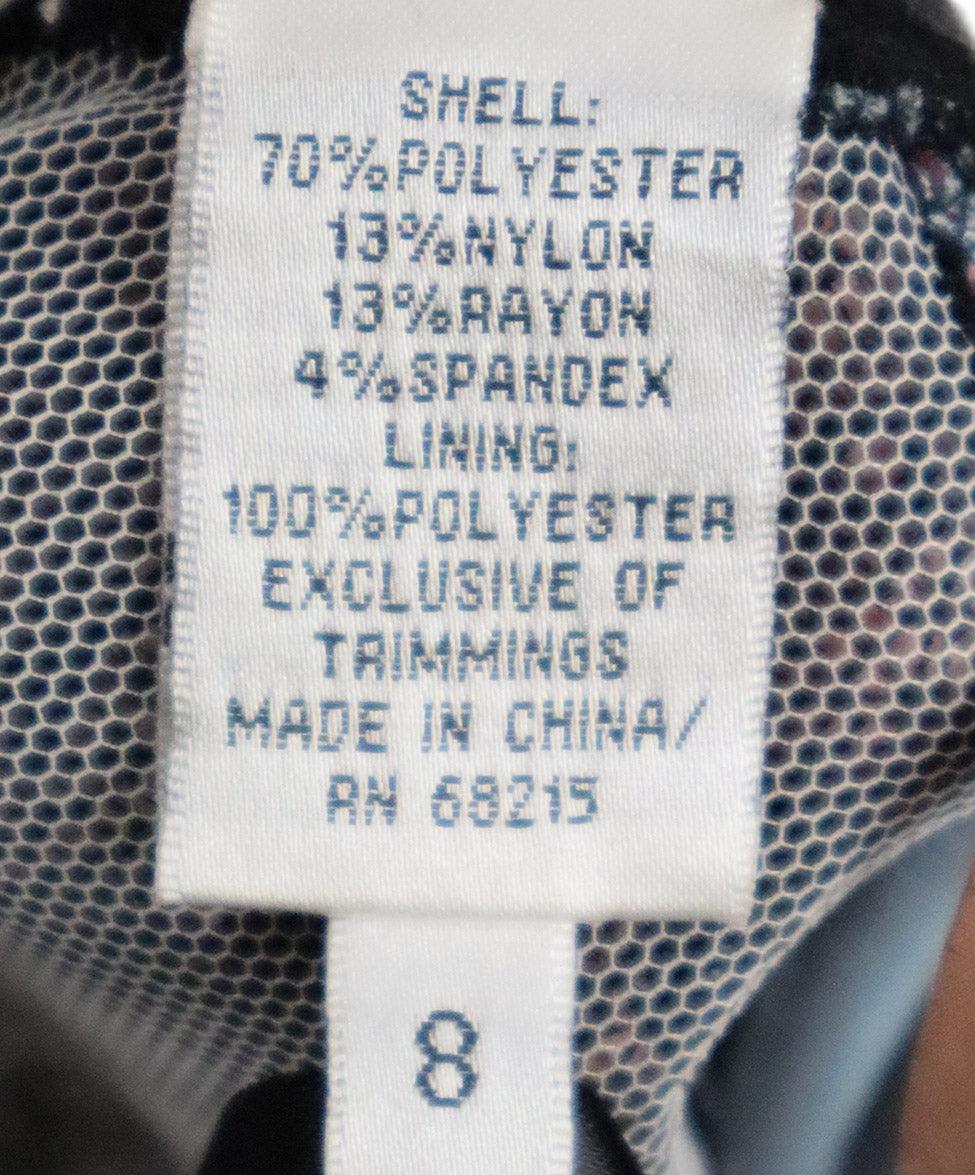 SHELL:
70%POLYESTER
13%NYLON
13%RAYON
4%SPANDEX
LINING:
100%POLYESTER
EXCLUSIVE OF
TRIMMINGS
MADE IN CHINA/
RN 68215
8